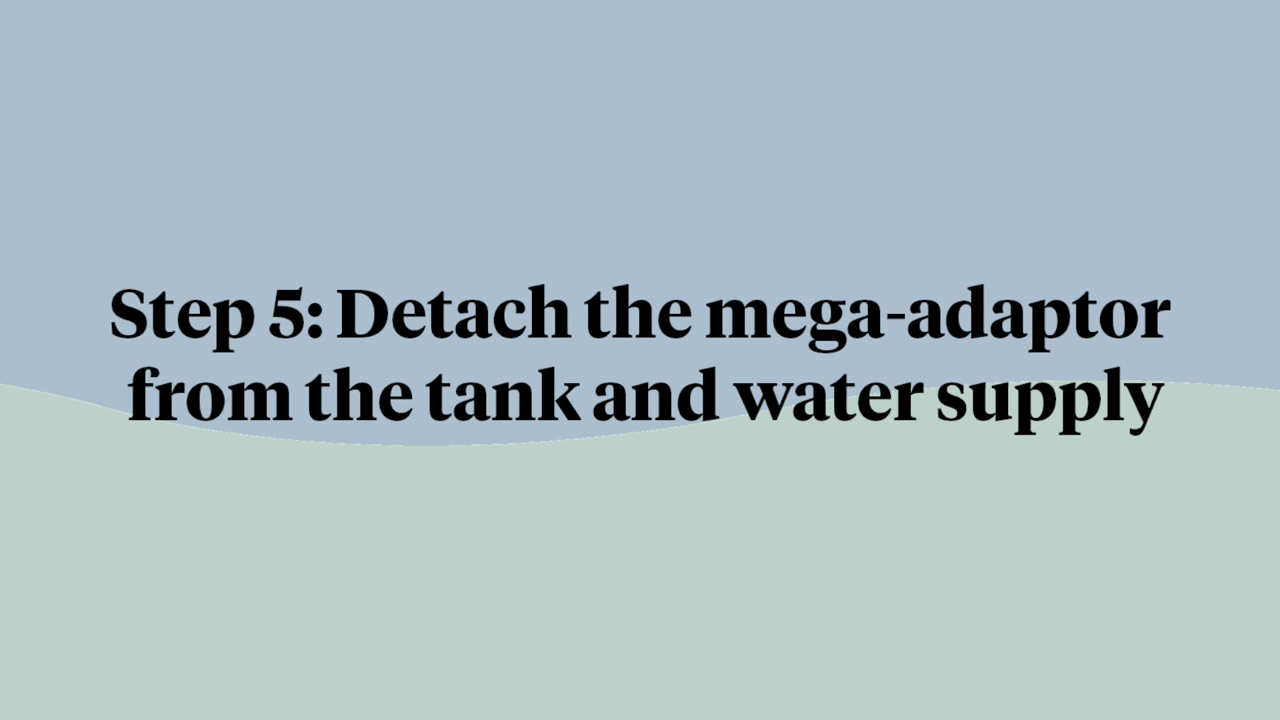 Step 5: Detach the mega-adaptor
from the tank and water supply